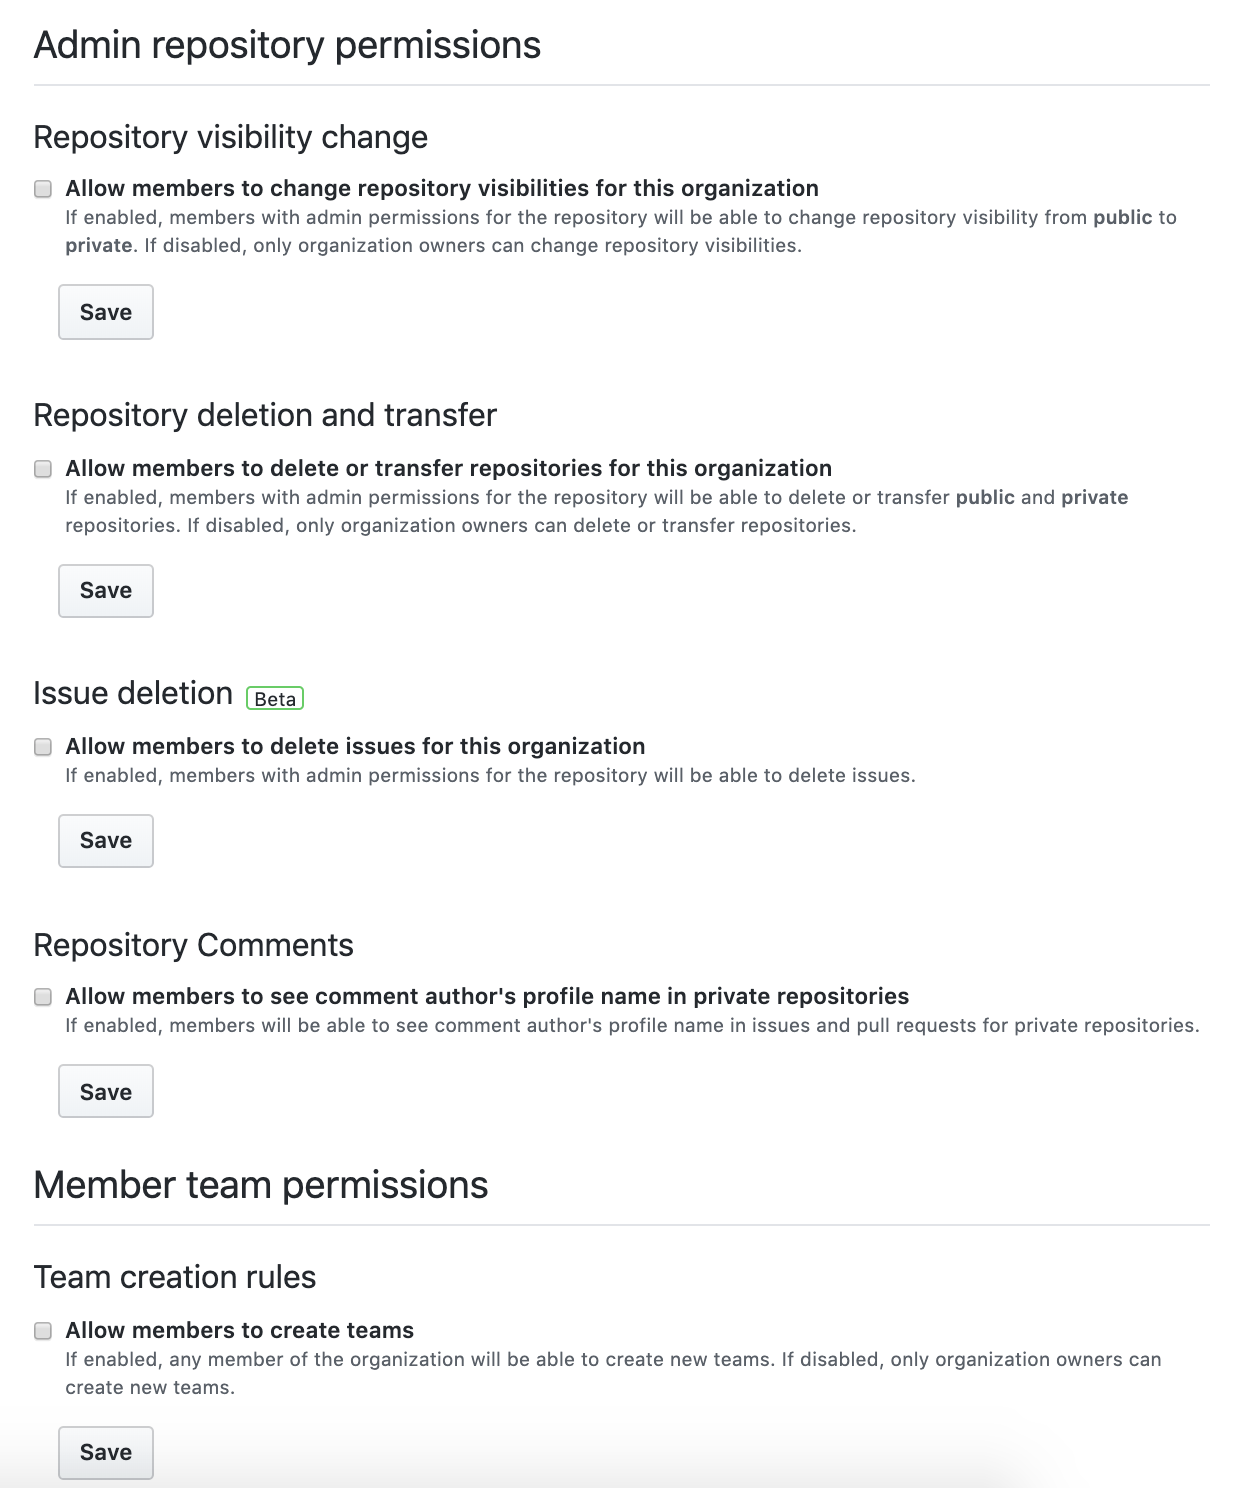 Admin repository permissions
Repository visibility change
Allow members to change repository visibilities for this organization
If enabled, members with admin permissions for the repository will be able to change repository visibility from public to
private. If disabled, only organization owners can change repository visibilities.
Save
Repository deletion and transfer
Allow members to delete or transfer repositories for this organization
If enabled, members with admin permissions for the repository will be able to delete or transfer public and private
repositories. If disabled, only organization owners can delete or transfer repositories.
Save
Issue deletion Beta
Allow members to delete issues for this organization
If enabled, members with admin permissions for the repository will be able to delete issues.
Save
Repository Comments
Allow members to see comment author's profile name in private repositories
If enabled, members will be able to see comment author's profile name in issues and pull requests for private repositories.
Save
Member team permissions
Team creation rules
Allow members to create teams
If enabled, any member of the organization will be able to create new teams. If disabled, only organization owners can
create new teams.
Save